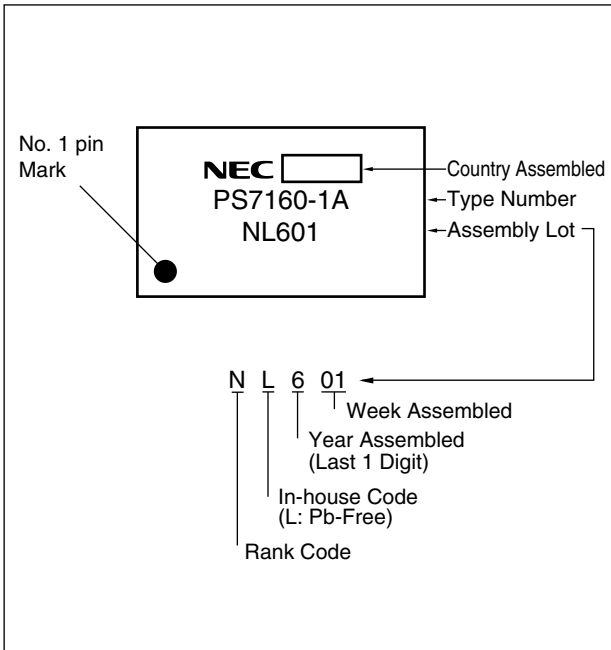 No. 1 pin
Mark
NEC
Country Assembled
PS7160-1A
Type Number
NL601
Assembly Lot
N L 6 01
Week Assembled
Year Assembled
(Last 1 Digit)
In-house Code
(L: Pb-Free)
Rank Code